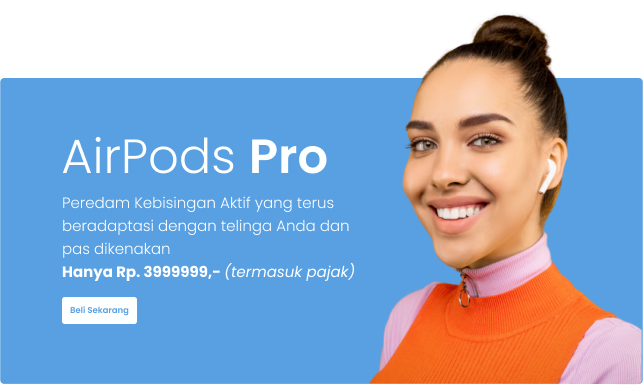 AirPods Pro
Peredam Kebisingan Aktif yang terus
beradaptasi dengan telinga Anda dan
pas dikenakan
Hanya Rp. 3999999,- (termasuk pajak)
Beli Sekarang